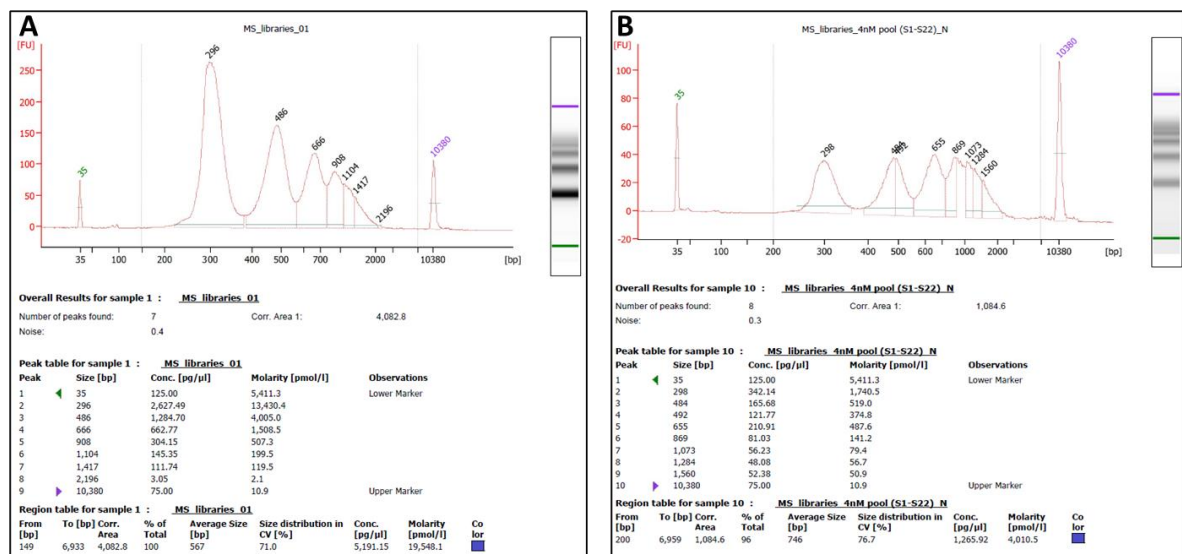 A
MS_libraries_01
[FU]
250
200
150
100
50
0
35
296
486
666
908
1104
1417
2196
10380
35 100 200 300 400 500 700 2000 10380 [bp]
Overall Results for sample 1 : MS_libraries_01
Number of peaks found: 7 Corr. Area 1: 4,082.8
Noise: 0.4
Peak table for sample 1 : MS_libraries_01
Peak Size [bp] Conc. [pg/µl] Molarity [pmol/l] Observations
1 35 125.00 5,411.3 Lower Marker
2 296 2,627.49 13,430.4
3 486 1,284.70 4,005.0
4 666 662.77 1,508.5
5 908 304.15 507.3
6 1,104 145.35 199.5
7 1,417 111.74 119.5
8 2,196 3.05 2.1
9 10,380 75.00 10.9 Upper Marker
Region table for sample 1 : MS_libraries_01
From [bp] To [bp] Corr. Area % of Total Average Size [bp] Size distribution in CV [%] Conc. [pg/µl] Molarity [pmol/l] Co lor
149 6,933 4,082.8 100 567 71.0 5,191.15 19,548.1
B
MS_libraries_4nM pool (S1-S22)_N
[FU]
100
80
60
40
20
0
-20
35
298
484
492
655
869
1073
1284
1560
10380
35 100 200 300 400 500 700 1000 2000 10380 [bp]
Overall Results for sample 10 : MS_libraries_4nM pool (S1-S22)_N
Number of peaks found: 8 Corr. Area 1: 1,084.6
Noise: 0.3
Peak table for sample 10 : MS_libraries_4nM pool (S1-S22)_N
Peak Size [bp] Conc. [pg/µl] Molarity [pmol/l] Observations
1 35 125.00 5,411.3 Lower Marker
2 298 342.14 1,740.5
3 484 165.68 519.0
4 492 121.77 374.8
5 655 210.91 487.6
6 869 81.03 141.2
7 1,073 56.23 79.4
8 1,284 48.08 56.7
9 1,560 52.38 50.9
10 10,380 75.00 10.9 Upper Marker
Region table for sample 10 : MS_libraries_4nM pool (S1-S22)_N
From [bp] To [bp] Corr. Area % of Total Average Size [bp] Size distribution in CV [%] Conc. [pg/µl] Molarity [pmol/l] Co lor
200 6,959 1,084.6 96 746 76.7 1,265.92 4,010.5